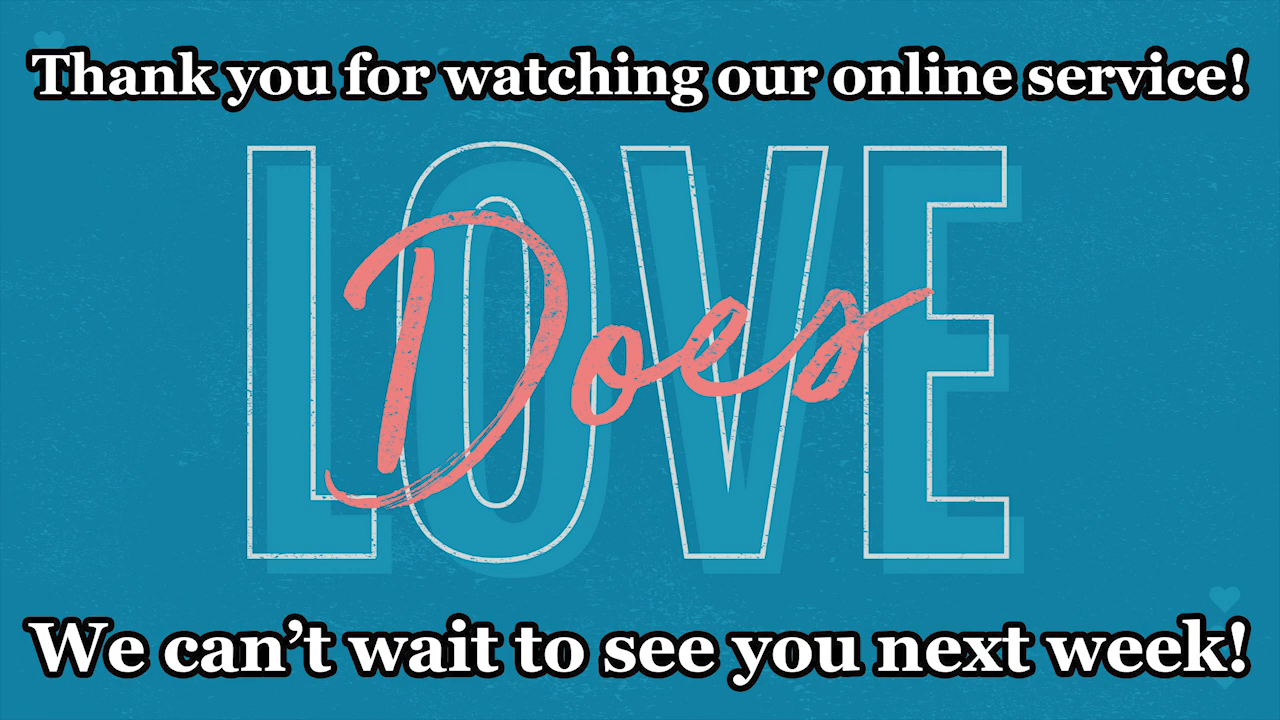 Thank you for watching our online service!
LOVE
Does
We can’t wait to see you next week!